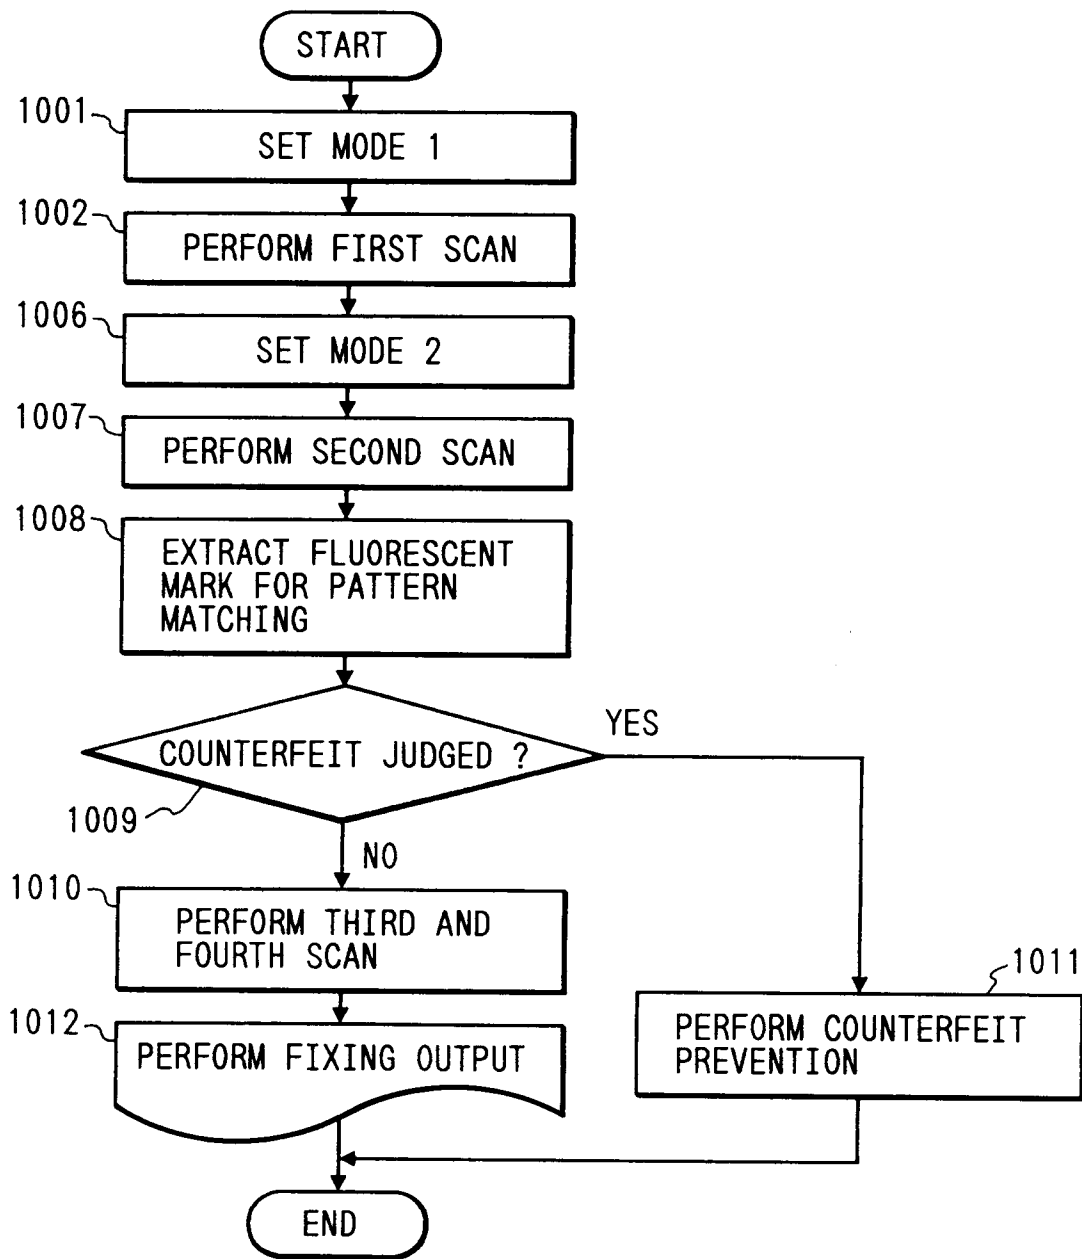 START
1001
SET MODE 1
1002
PERFORM FIRST SCAN
1006
SET MODE 2
1007
PERFORM SECOND SCAN
1008
EXTRACT FLUORESCENT
MARK FOR PATTERN
MATCHING
COUNTERFEIT JUDGED ?
YES
1009
NO
1010
PERFORM THIRD AND
FOURTH SCAN
1011
PERFORM COUNTERFEIT
PREVENTION
1012
PERFORM FIXING OUTPUT
END